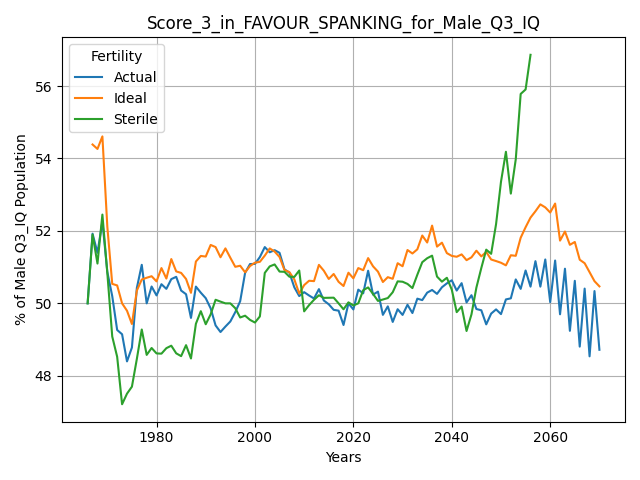 Score_3_in_FAVOUR_SPANKING_for_Male_Q3_IQ
Fertility
Actual
Ideal
Sterile
% of Male Q3_IQ Population
56
54
52
50
48
1980
2000
2020
2040
2060
Years